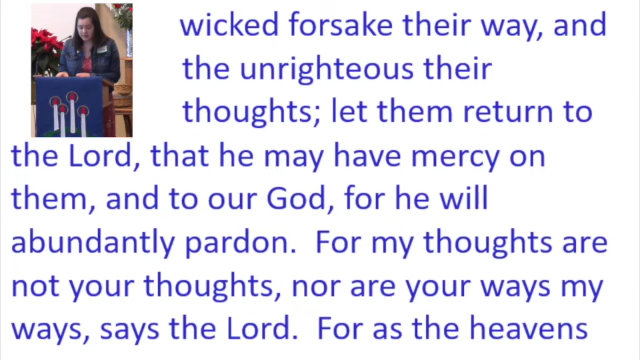 wicked forsake their way, and
the unrighteous their
thoughts; let them return to
the Lord, that he may have mercy on
them, and to our God, for he will
abundantly pardon.  For my thoughts are
not your thoughts, nor are your ways my
ways, says the Lord.  For as the heavens